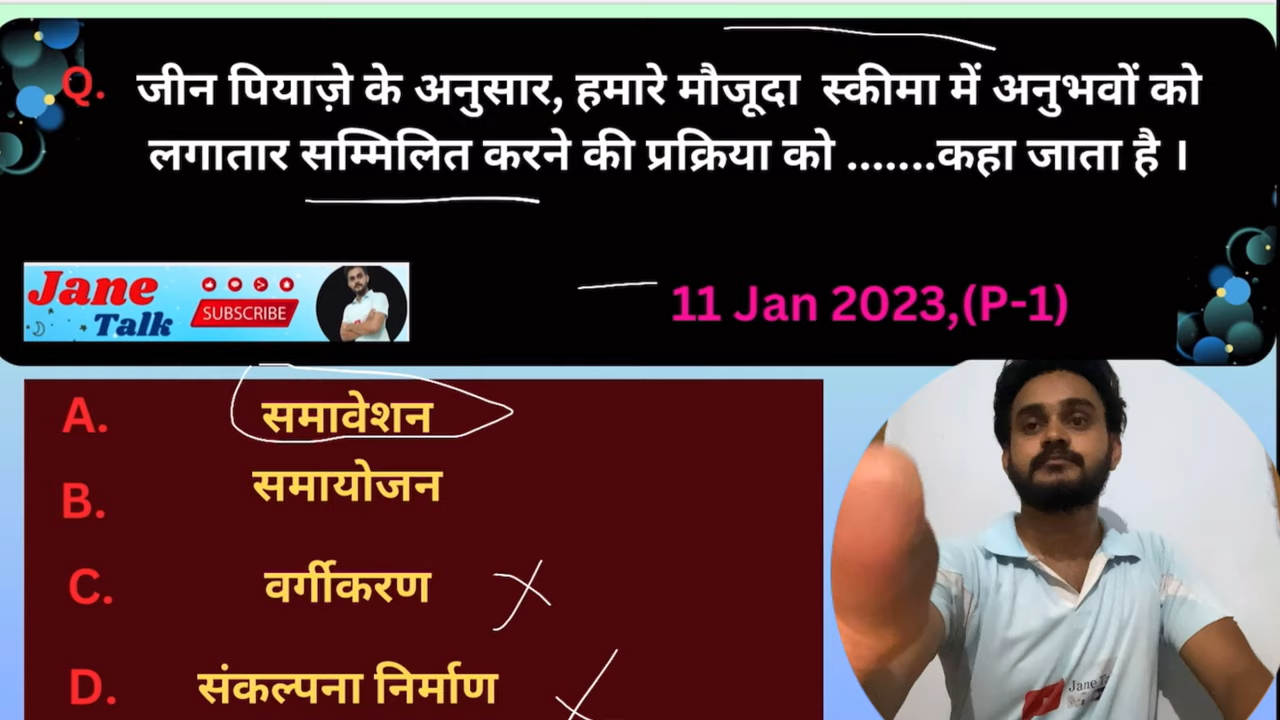 Q. जीन पियाज़े के अनुसार, हमारे मौजूदा स्कीमा में अनुभवों को
लगातार सम्मिलित करने की प्रक्रिया को .......कहा जाता है ।
Jane
Talk
SUBSCRIBE
11 Jan 2023,(P-1)
A. समावेशन
B. समायोजन
C. वर्गीकरण
D. संकल्पना निर्माण
Jane